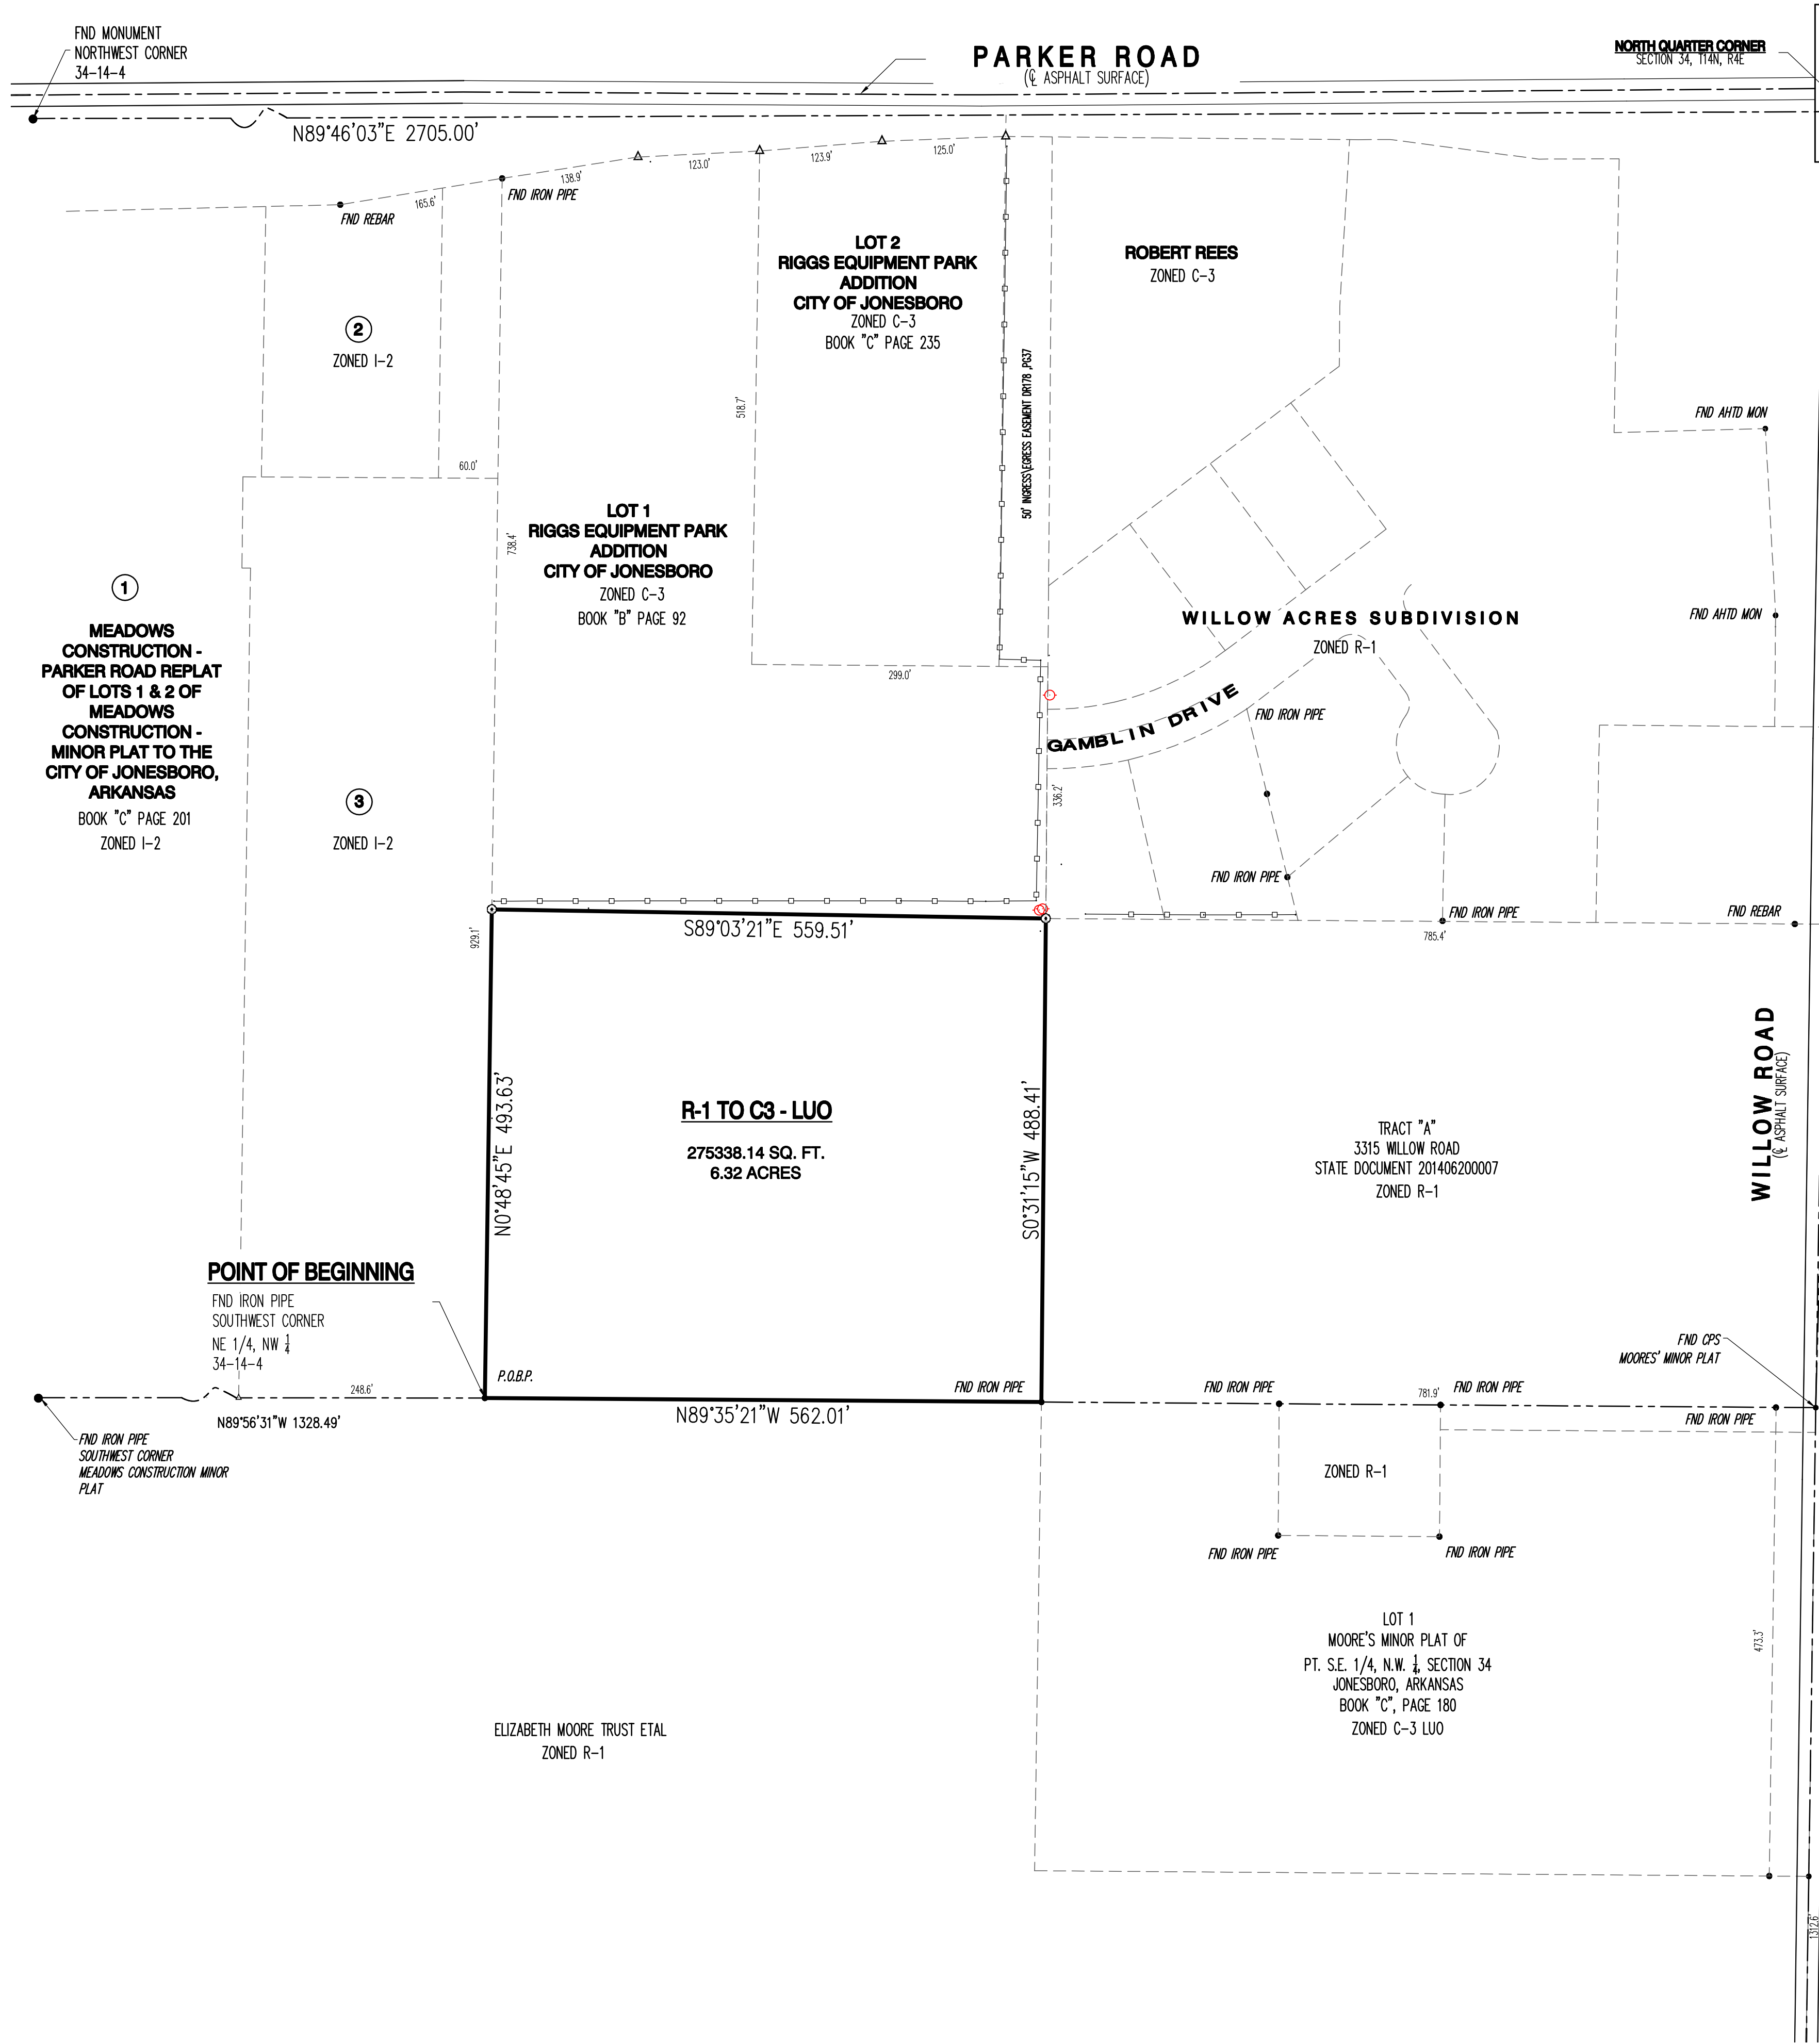 FND MONUMENT
NORTHWEST CORNER
34-14-4
PARKER ROAD
(℄ ASPHALT SURFACE)
NORTH QUARTER CORNER
SECTION 34, T14N, R4E
N89°46'03"E 2705.00'
165.6'
138.9'
123.0'
123.9'
125.0'
FND REBAR
FND IRON PIPE
2
ZONED I-2
LOT 2
RIGGS EQUIPMENT PARK
ADDITION
CITY OF JONESBORO
ZONED C-3
BOOK "C" PAGE 235
ROBERT REES
ZONED C-3
50' INGRESS\EGRESS EASEMENT DR178 ,PG37
518.7'
FND AHTD MON
60.0'
738.4'
LOT 1
RIGGS EQUIPMENT PARK
ADDITION
CITY OF JONESBORO
ZONED C-3
BOOK "B" PAGE 92
1
MEADOWS
CONSTRUCTION -
PARKER ROAD REPLAT
OF LOTS 1 & 2 OF
MEADOWS
CONSTRUCTION -
MINOR PLAT TO THE
CITY OF JONESBORO,
ARKANSAS
BOOK "C" PAGE 201
ZONED I-2
WILLOW ACRES SUBDIVISION
ZONED R-1
FND AHTD MON
299.0'
GAMBLIN DRIVE
FND IRON PIPE
336.2'
3
ZONED I-2
FND IRON PIPE
FND IRON PIPE
FND REBAR
785.4'
929.1'
S89°03'21"E 559.51'
N0°48'45"E 493.63'
R-1 TO C3 - LUO
275338.14 SQ. FT.
6.32 ACRES
S0°31'15"W 488.41'
TRACT "A"
3315 WILLOW ROAD
STATE DOCUMENT 201406200007
ZONED R-1
WILLOW ROAD
(℄ ASPHALT SURFACE)
POINT OF BEGINNING
FND IRON PIPE
SOUTHWEST CORNER
NE 1/4, NW 1/4
34-14-4
P.O.B.P.
248.6'
N89°56'31"W 1328.49'
FND IRON PIPE
SOUTHWEST CORNER
MEADOWS CONSTRUCTION MINOR
PLAT
FND IRON PIPE
N89°35'21"W 562.01'
FND IRON PIPE
781.9'
FND IRON PIPE
FND CPS
MOORES' MINOR PLAT
FND IRON PIPE
ZONED R-1
FND IRON PIPE
FND IRON PIPE
LOT 1
MOORE'S MINOR PLAT OF
PT. S.E. 1/4, N.W. 1/4, SECTION 34
JONESBORO, ARKANSAS
BOOK "C", PAGE 180
ZONED C-3 LUO
473.3'
ELIZABETH MOORE TRUST ETAL
ZONED R-1
1312.6'